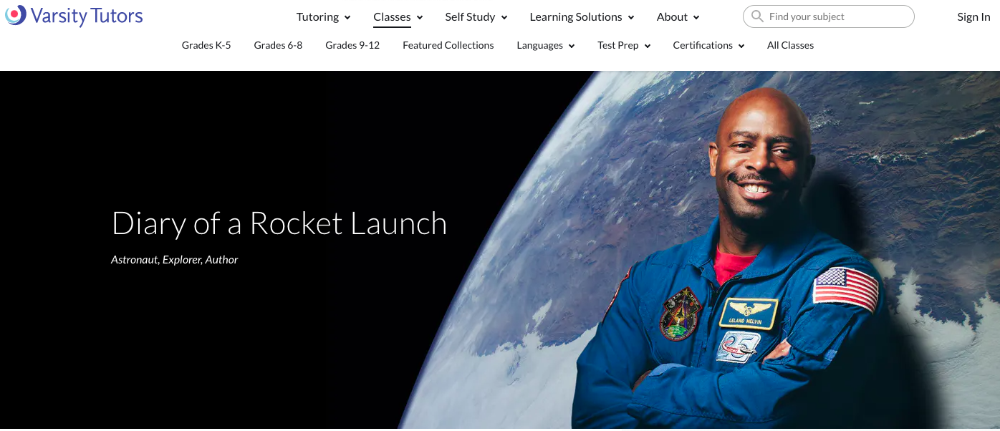 Varsity Tutors
Tutoring Classes Self Study Learning Solutions About Find your subject Sign In
Grades K-5 Grades 6-8 Grades 9-12 Featured Collections Languages Test Prep Certifications All Classes
Diary of a Rocket Launch
Astronaut, Explorer, Author
LELAND MELVIN
25